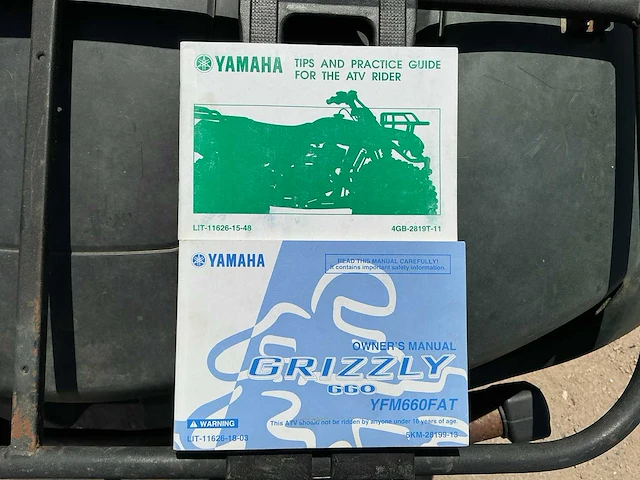 YAMAHA TIPS AND PRACTICE GUIDE
FOR THE ATV RIDER
LIT-11626-15-48 4GB-2819T-11
YAMAHA
READ THIS MANUAL CAREFULLY!
It contains important safety information.
OWNER'S MANUAL
GRIZZLY
660
YFM660FAT
WARNING This ATV should not be ridden by anyone under 16 years of age.
LIT-11626-18-03 5KM-28199-13